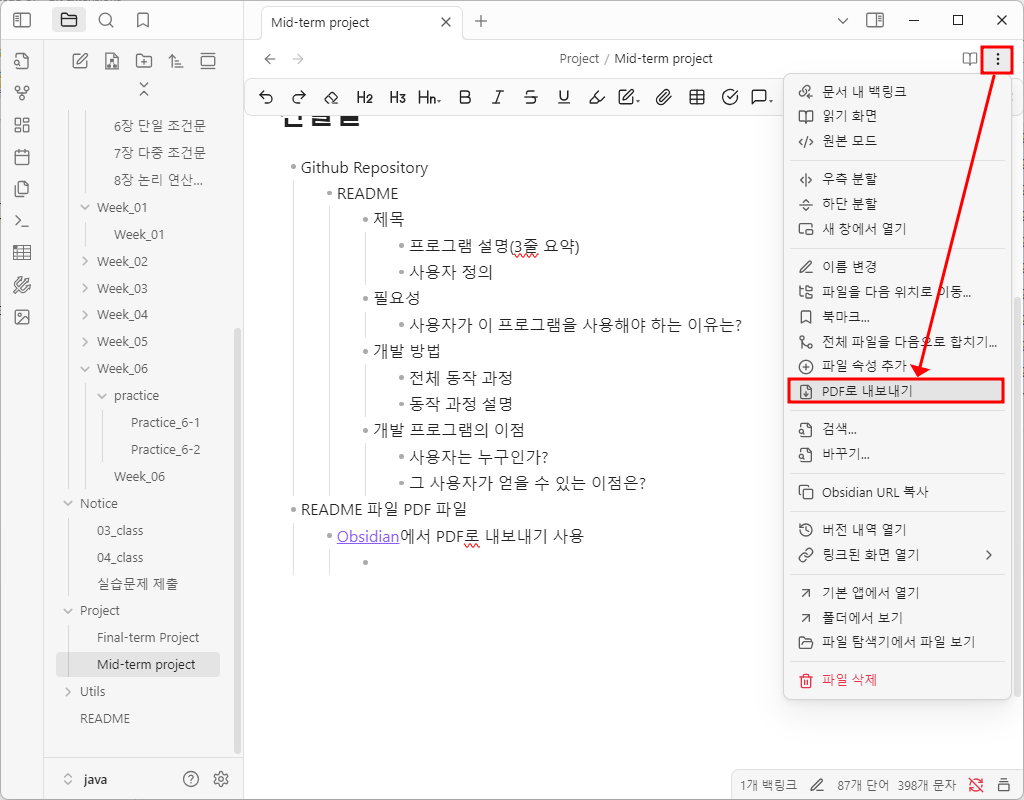 Mid-term project
Project / Mid-term project
H2 H3 Hn
6장 단일 조건문
7장 다중 조건문
8장 논리 연산...
Week_01
Week_01
Week_02
Week_03
Week_04
Week_05
Week_06
practice
Practice_6-1
Practice_6-2
Week_06
Notice
03_class
04_class
실습문제 제출
Project
Final-term Project
Mid-term project
Utils
README
java
Github Repository
README
제목
프로그램 설명(3줄 요약)
사용자 정의
필요성
사용자가 이 프로그램을 사용해야 하는 이유는?
개발 방법
전체 동작 과정
동작 과정 설명
개발 프로그램의 이점
사용자는 누구인가?
그 사용자가 얻을 수 있는 이점은?
README 파일 PDF 파일
Obsidian에서 PDF로 내보내기 사용
문서 내 백링크
읽기 화면
원본 모드
우측 분할
하단 분할
새 창에서 열기
이름 변경
파일을 다음 위치로 이동...
북마크...
전체 파일을 다음으로 합치기...
파일 속성 추가
PDF로 내보내기
검색...
바꾸기...
Obsidian URL 복사
버전 내역 열기
링크된 화면 열기
기본 앱에서 열기
폴더에서 보기
파일 탐색기에서 파일 보기
파일 삭제
1개 백링크 87개 단어 398개 문자